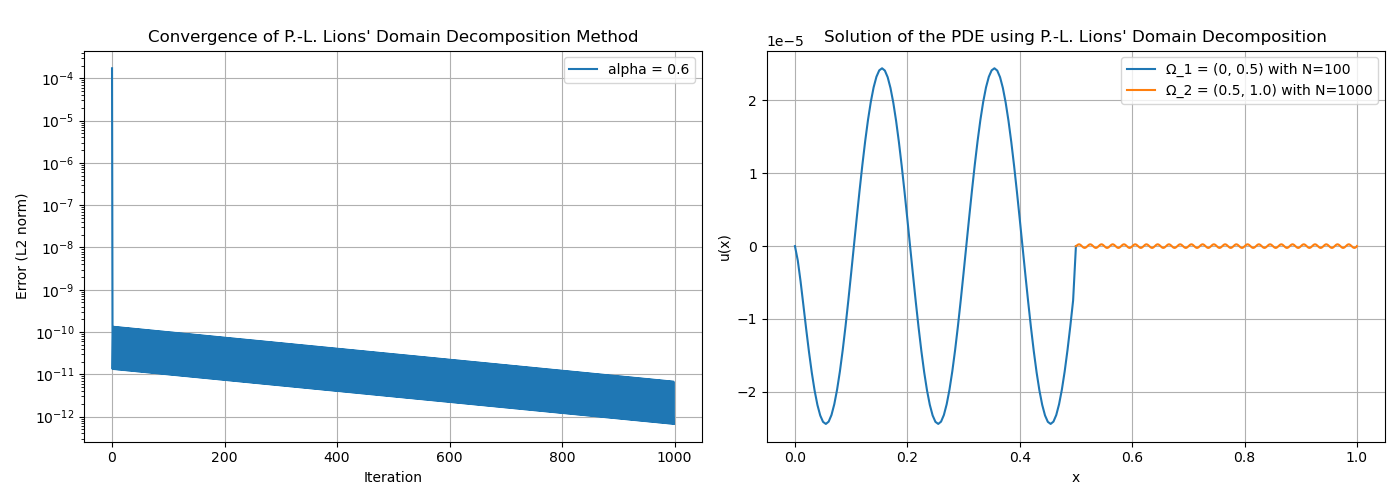 Convergence of P.-L. Lions' Domain Decomposition Method
alpha = 0.6
Error (L2 norm)
10⁻⁴
10⁻⁵
10⁻⁶
10⁻⁷
10⁻⁸
10⁻⁹
10⁻¹⁰
10⁻¹¹
10⁻¹²
0 200 400 600 800 1000
Iteration
Solution of the PDE using P.-L. Lions' Domain Decomposition
1e−5
Ω_1 = (0, 0.5) with N=100
Ω_2 = (0.5, 1.0) with N=1000
u(x)
2
1
0
−1
−2
0.0 0.2 0.4 0.6 0.8 1.0
x